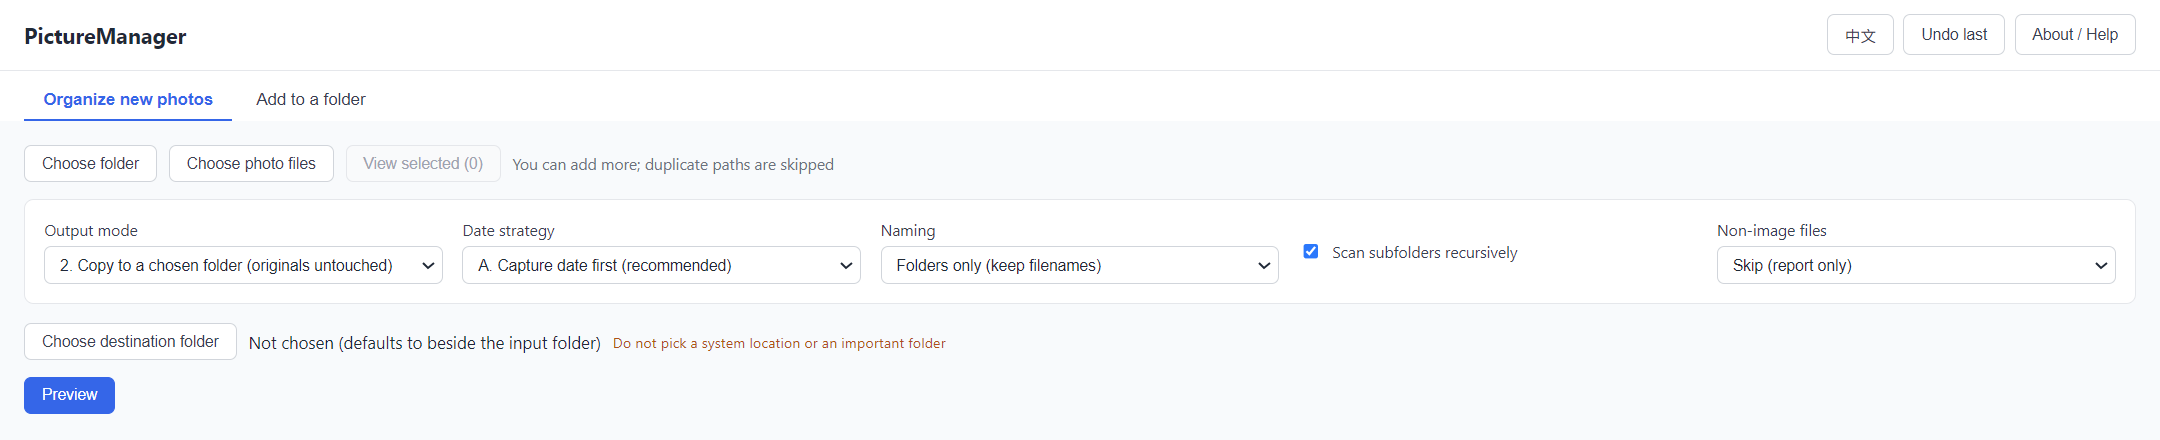 PictureManager
中文
Undo last
About / Help
Organize new photos
Add to a folder
Choose folder
Choose photo files
View selected (0)
You can add more; duplicate paths are skipped
Output mode
Date strategy
Naming
Non-image files
2. Copy to a chosen folder (originals untouched)
A. Capture date first (recommended)
Folders only (keep filenames)
Scan subfolders recursively
Skip (report only)
Choose destination folder
Not chosen (defaults to beside the input folder)
Do not pick a system location or an important folder
Preview